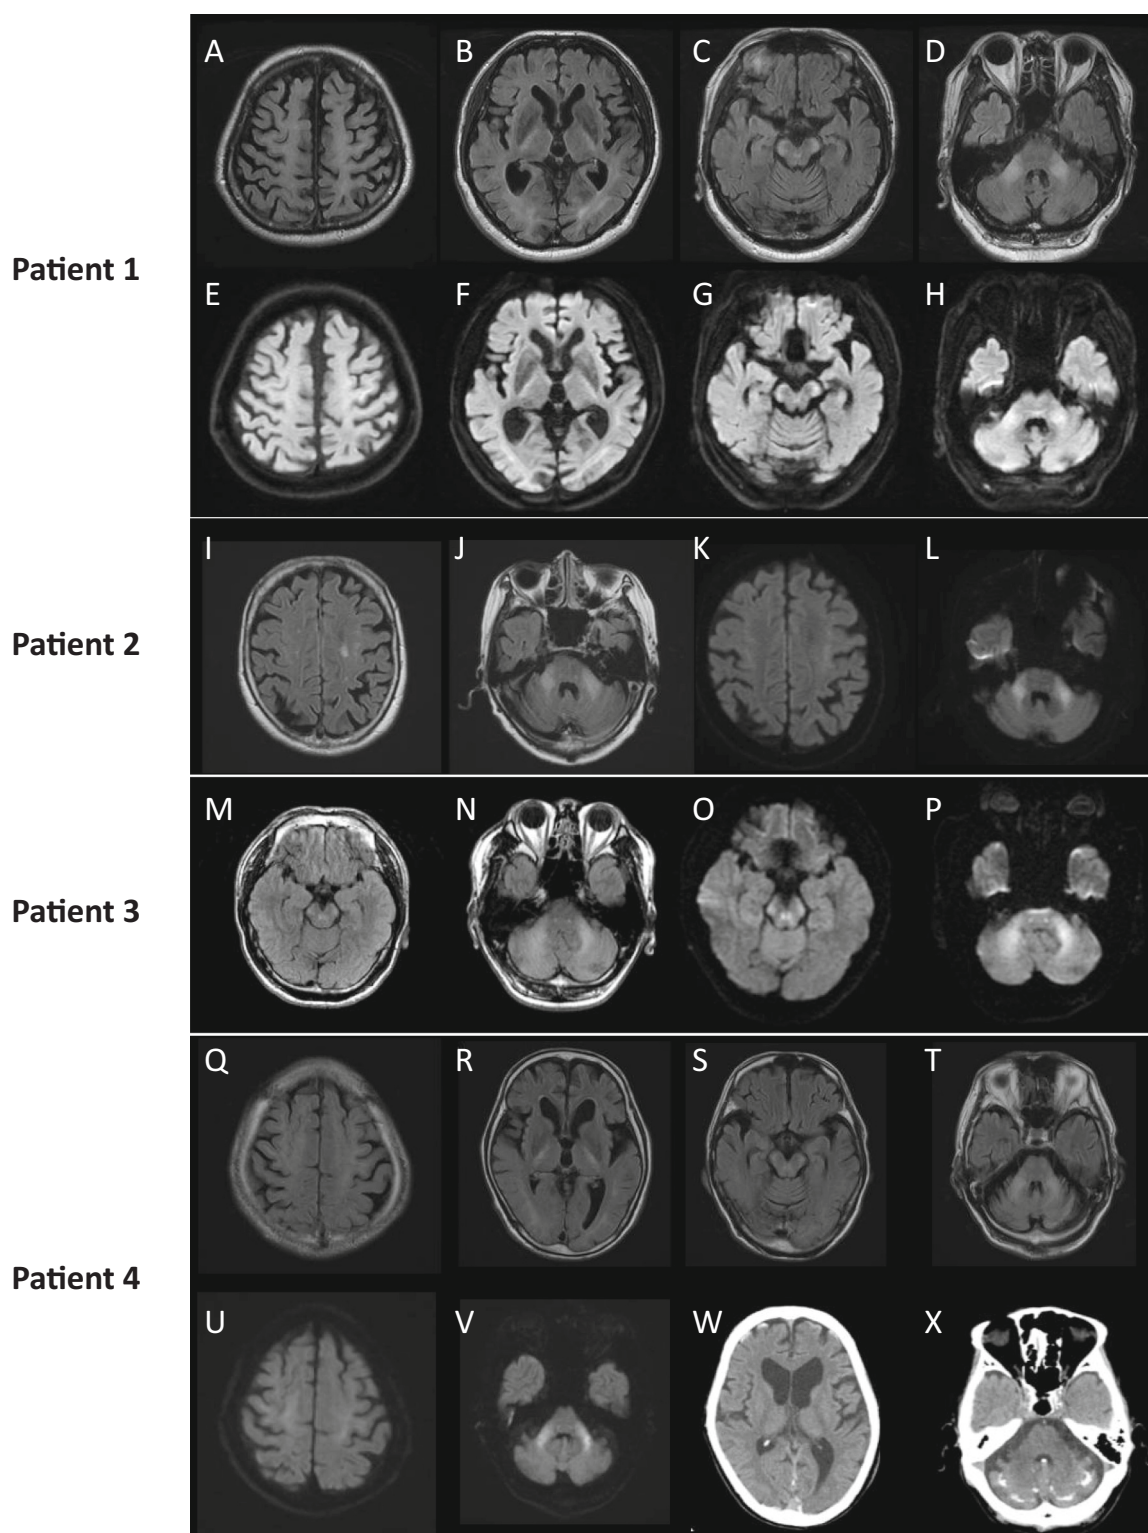 A B C D
Patient 1
E F G H
I J K L
Patient 2
M N O P
Patient 3
Q R S T
Patient 4
U V W X